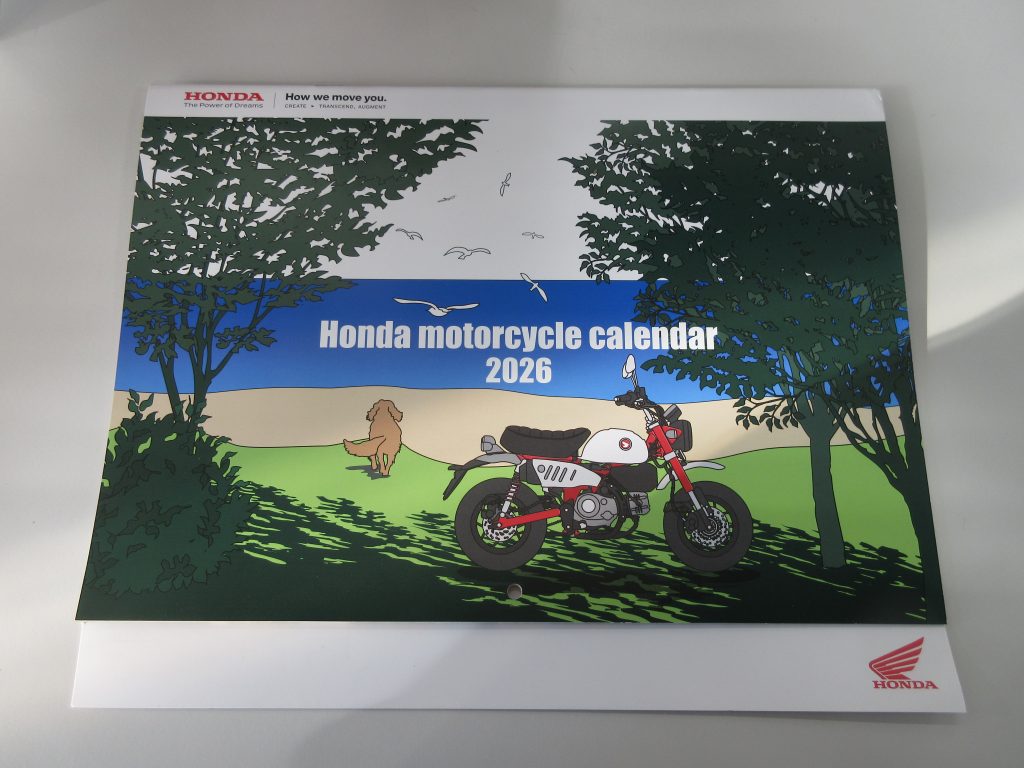 HONDA
The Power of Dreams
How we move you.
CREATE ► TRANSCEND, AUGMENT
Honda motorcycle calendar
2026
HONDA